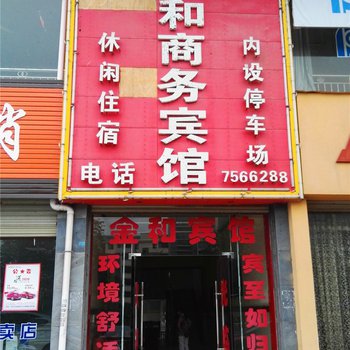 和商务宾馆
休闲住宿
内设停车场
电话
7566288
金和宾馆
环境舒适
宾至如归
卖店